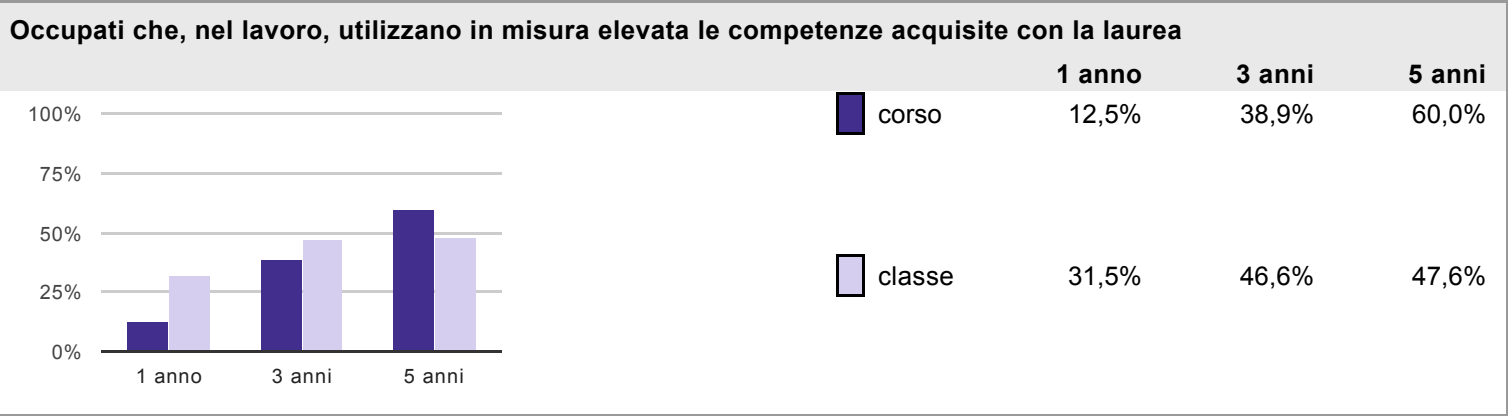 Occupati che, nel lavoro, utilizzano in misura elevata le competenze acquisite con la laurea
1 anno 3 anni 5 anni
100%
75%
50%
25%
0%
1 anno 3 anni 5 anni
corso 12,5% 38,9% 60,0%
classe 31,5% 46,6% 47,6%